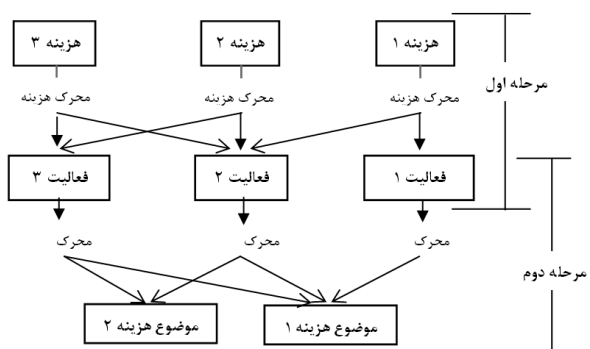 هزینه ۱
هزینه ۲
هزینه ۳
مرحله اول
محرک هزینه
محرک هزینه
محرک هزینه
فعالیت ۱
فعالیت ۲
فعالیت ۳
محرک
محرک
محرک
مرحله دوم
موضوع هزینه ۱
موضوع هزینه ۲